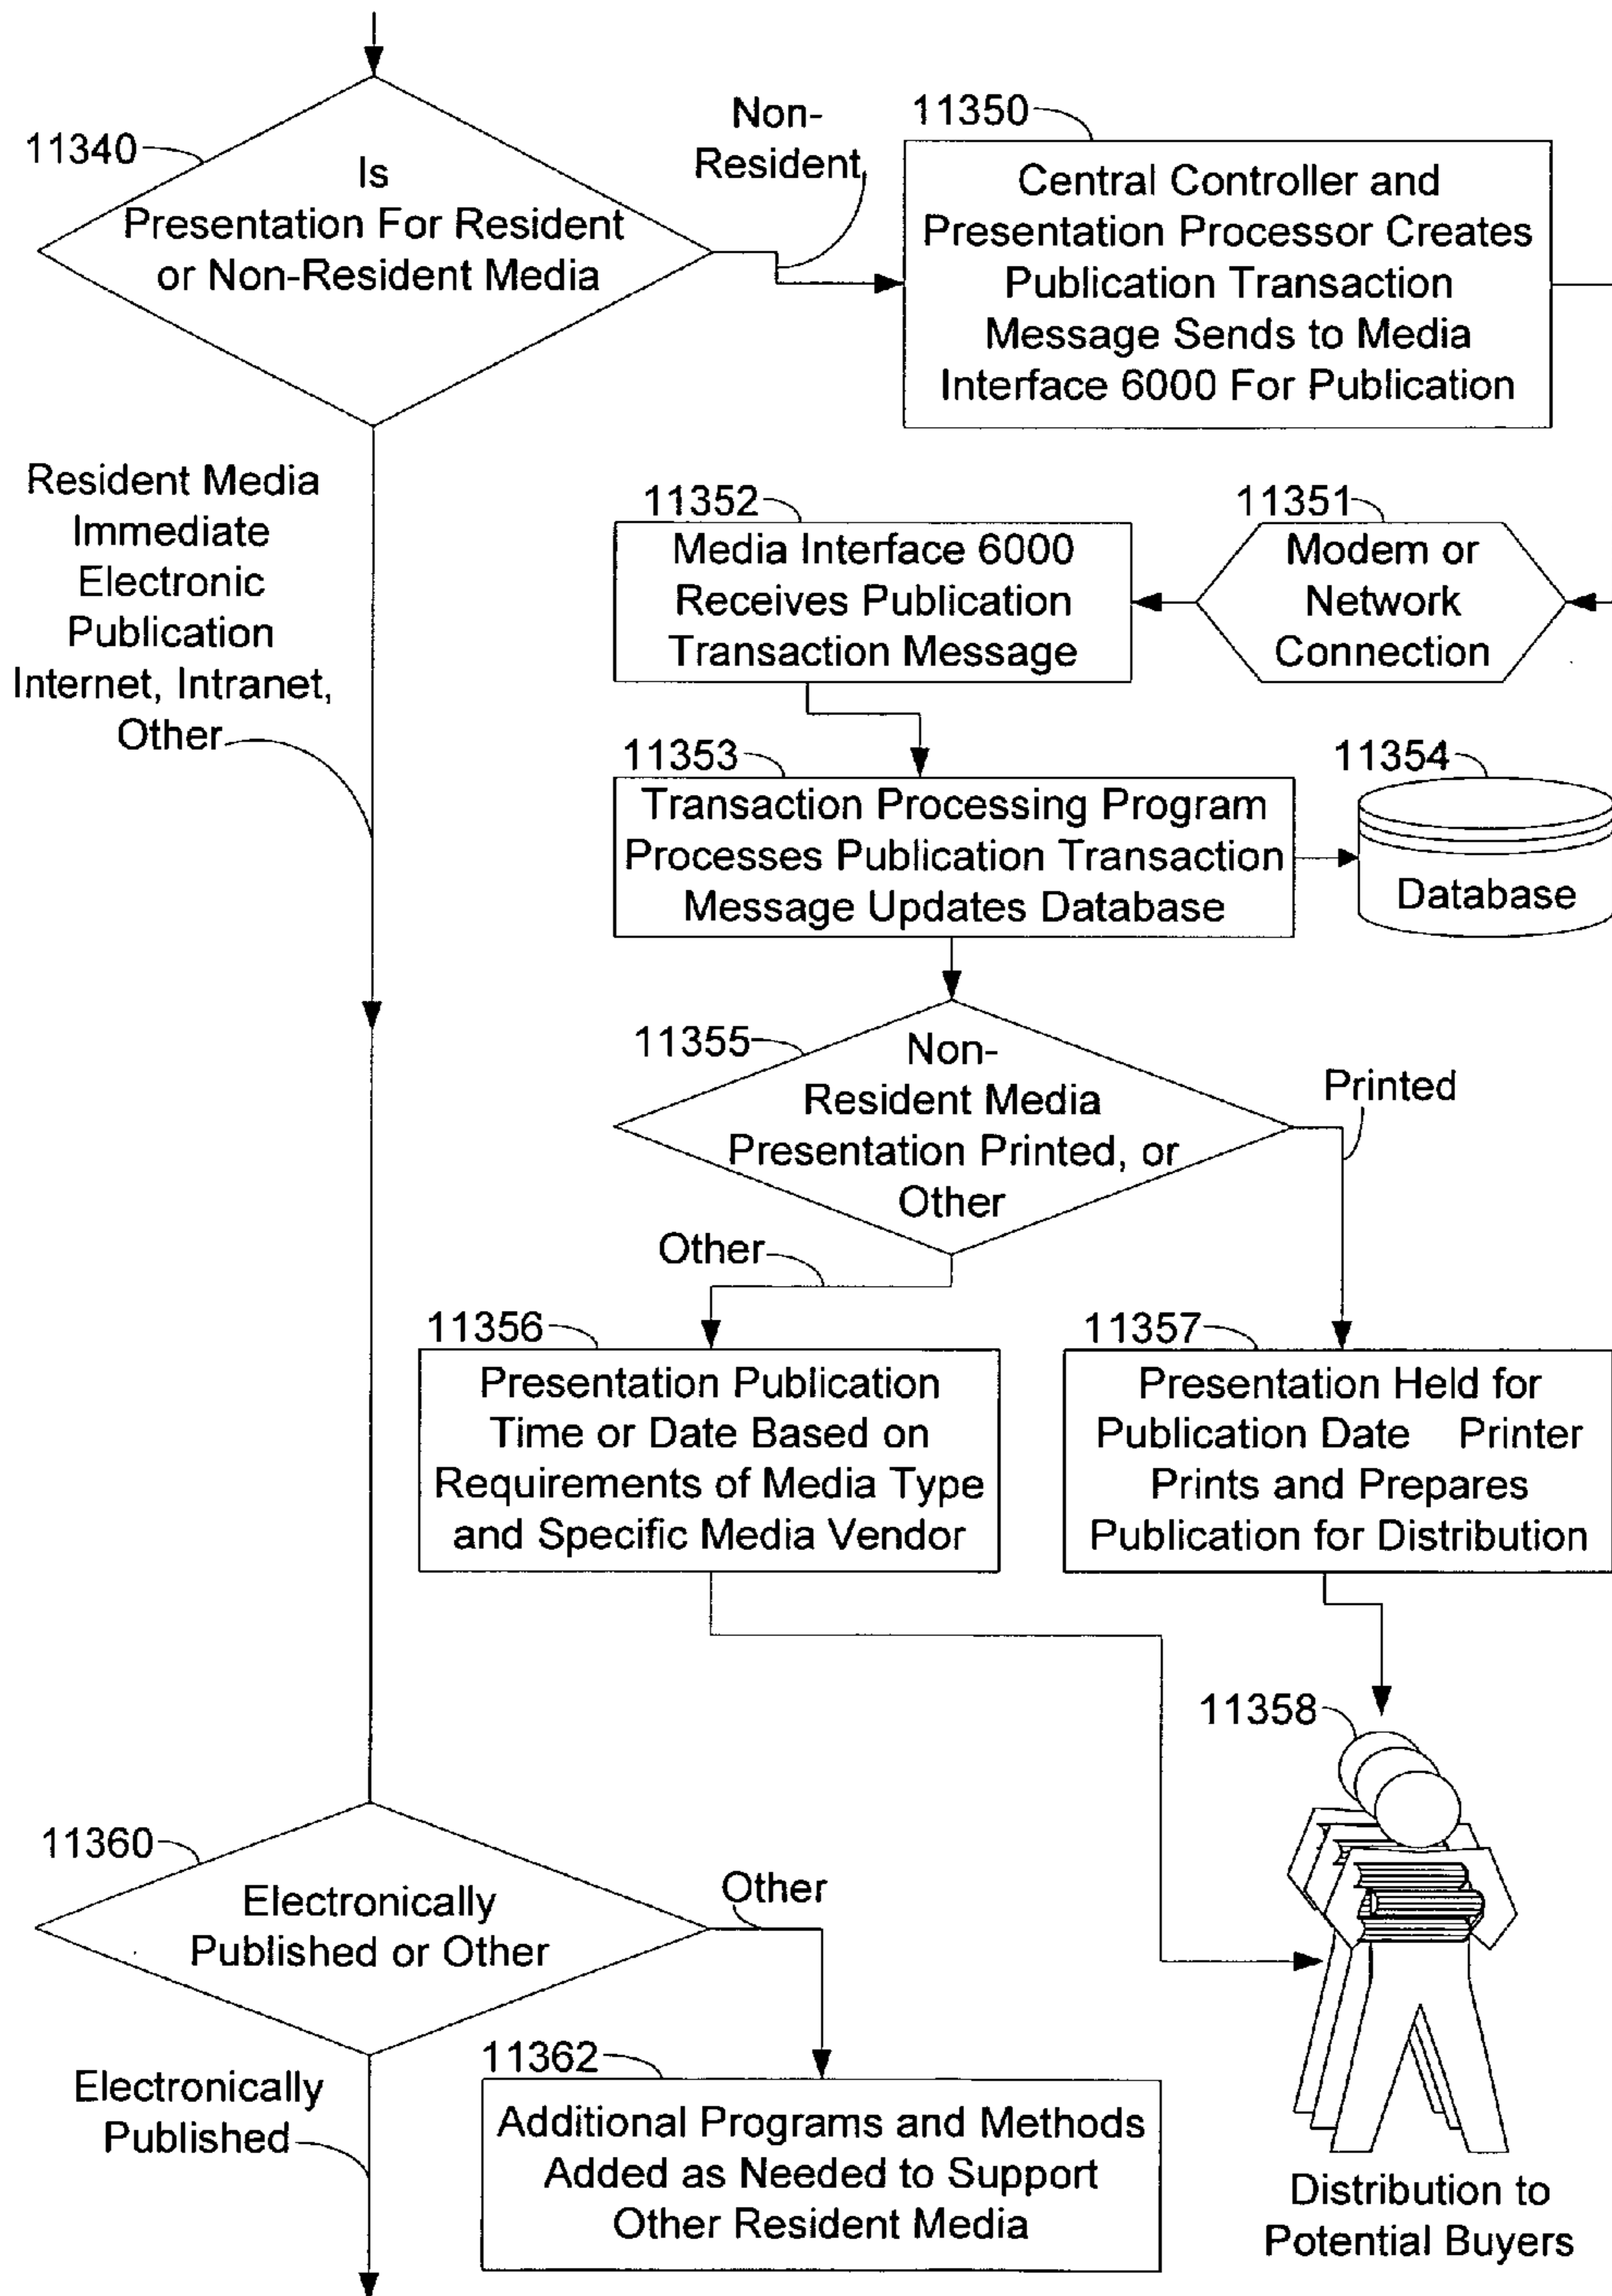 11340
Is
Presentation For Resident
or Non-Resident Media
Non-
Resident
11350
Central Controller and
Presentation Processor Creates
Publication Transaction
Message Sends to Media
Interface 6000 For Publication
Resident Media
Immediate
Electronic
Publication
Internet, Intranet,
Other
11352
Media Interface 6000
Receives Publication
Transaction Message
11351
Modem or
Network
Connection
11353
Transaction Processing Program
Processes Publication Transaction
Message Updates Database
11354
Database
11355
Non-
Resident Media
Presentation Printed, or
Other
Printed
Other
11356
Presentation Publication
Time or Date Based on
Requirements of Media Type
and Specific Media Vendor
11357
Presentation Held for
Publication Date Printer
Prints and Prepares
Publication for Distribution
11358
Distribution to
Potential Buyers
11360
Electronically
Published or Other
Other
Electronically
Published
11362
Additional Programs and Methods
Added as Needed to Support
Other Resident Media